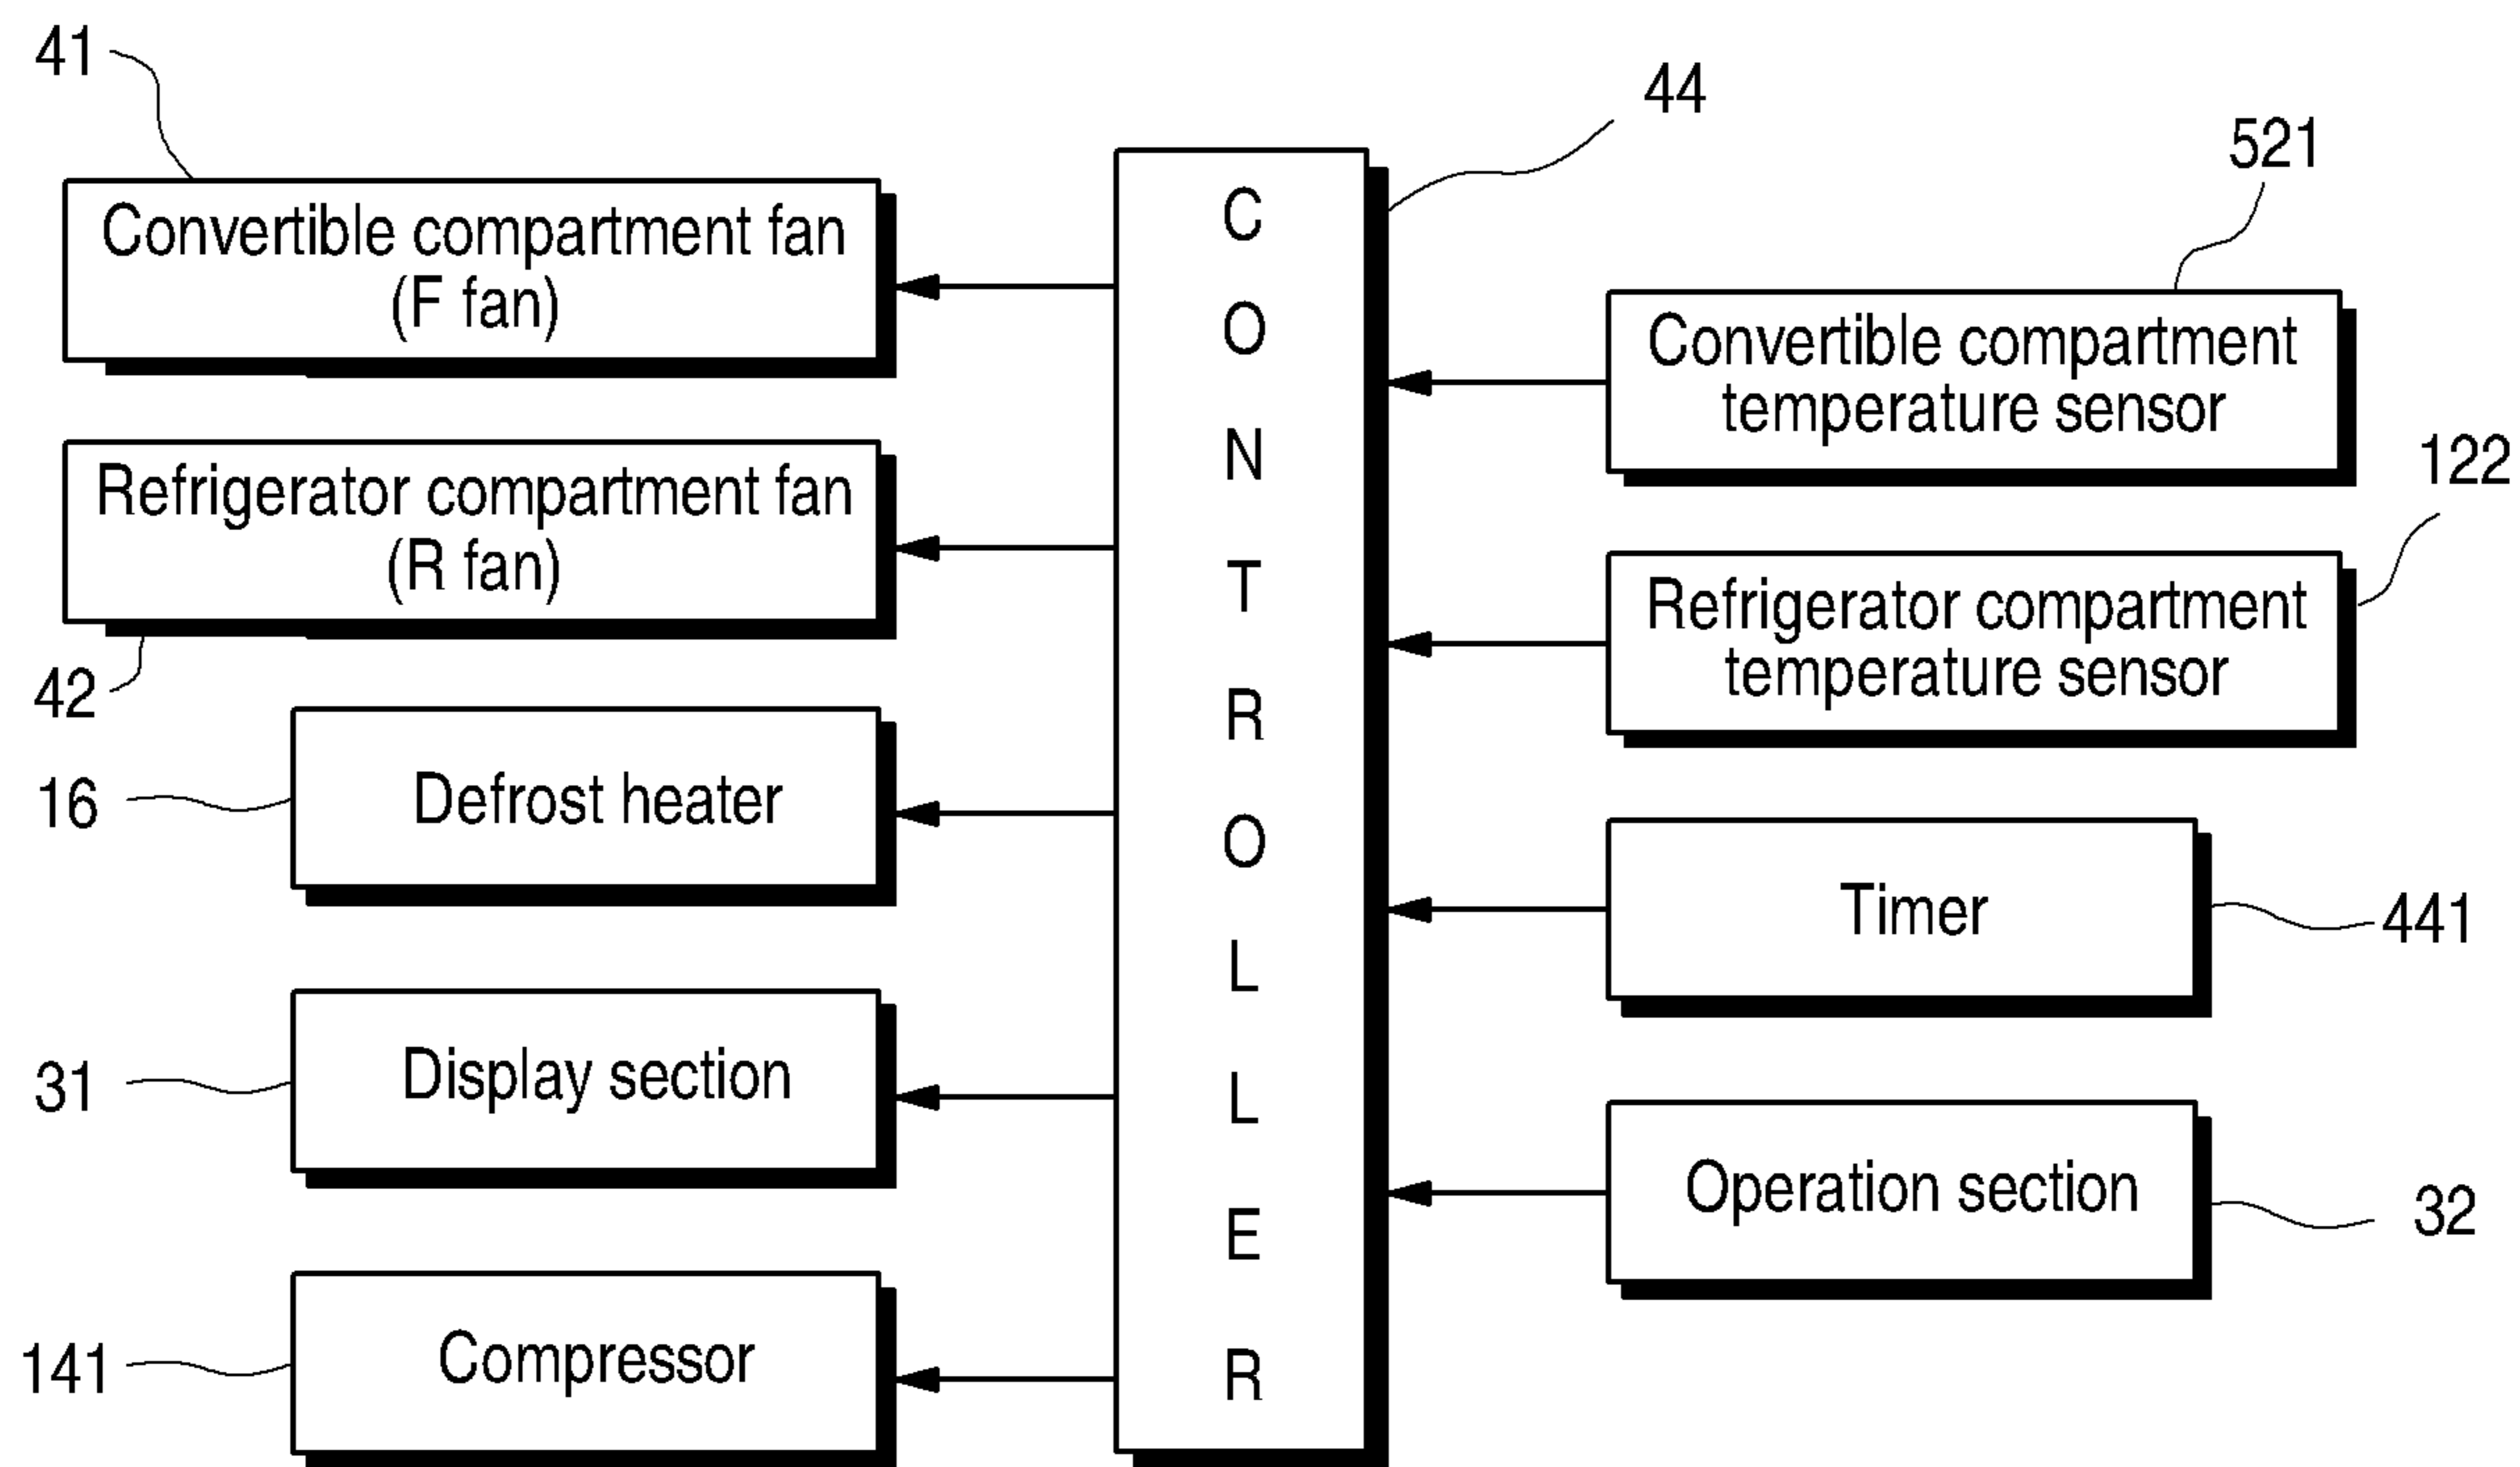 41
44
521
Convertible compartment fan
(F fan)
Convertible compartment
temperature sensor
122
Refrigerator compartment fan
(R fan)
42
Refrigerator compartment
temperature sensor
16
Defrost heater
Timer
441
31
Display section
Operation section
32
141
Compressor
CONTROLLER